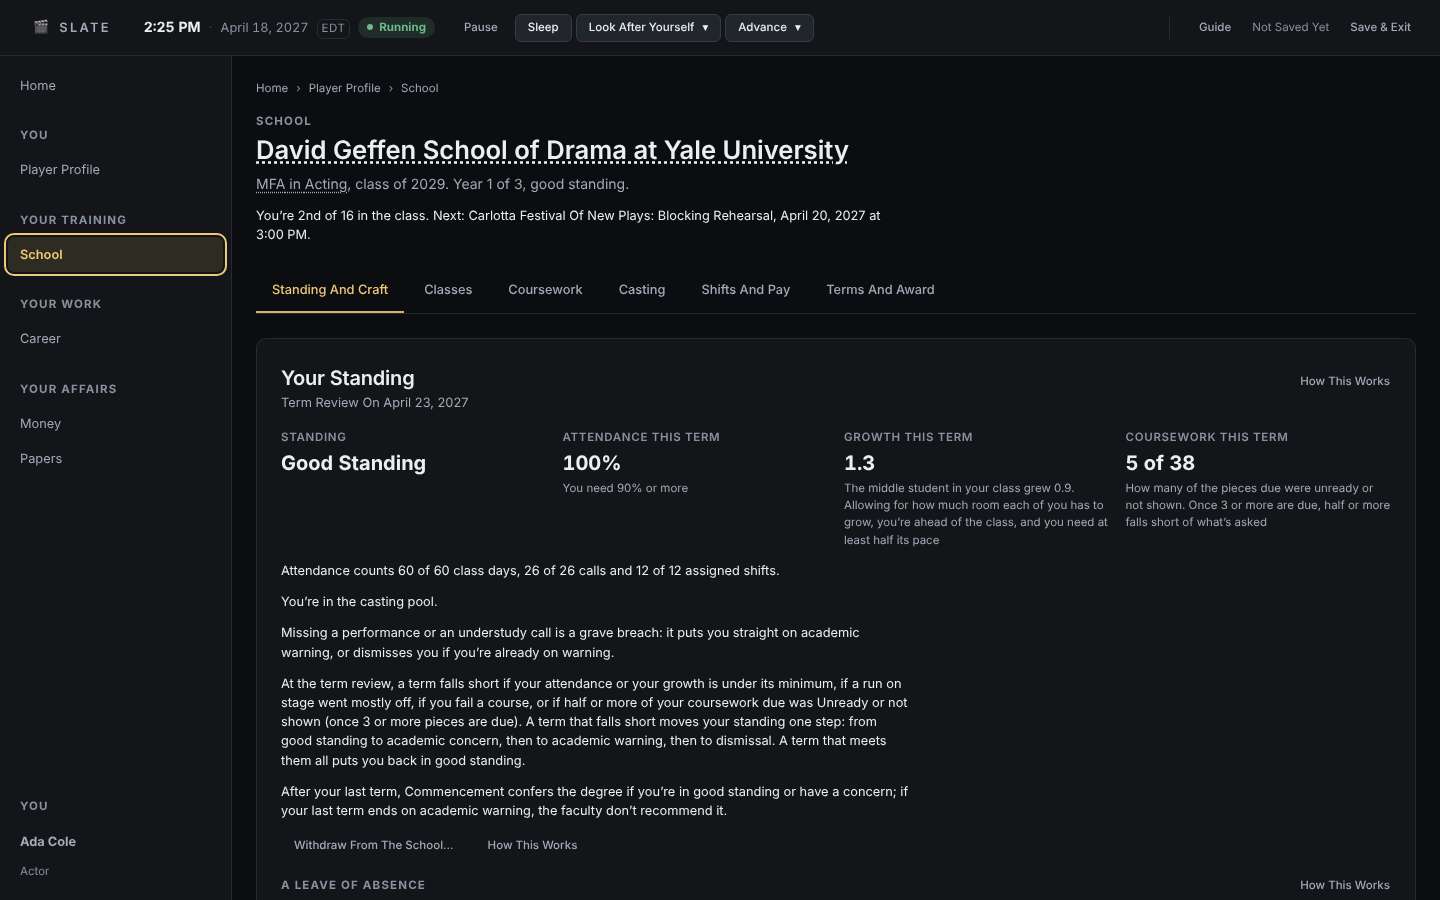 SLATE
2:25 PM · April 18, 2027 EDT Running Pause Sleep Look After Yourself ▾ Advance ▾ Guide Not Saved Yet Save & Exit
Home
YOU
Player Profile
YOUR TRAINING
School
YOUR WORK
Career
YOUR AFFAIRS
Money
Papers
YOU
Ada Cole
Actor
Home › Player Profile › School
SCHOOL
David Geffen School of Drama at Yale University
MFA in Acting, class of 2029. Year 1 of 3, good standing.
You’re 2nd of 16 in the class. Next: Carlotta Festival Of New Plays: Blocking Rehearsal, April 20, 2027 at
3:00 PM.
Standing And Craft Classes Coursework Casting Shifts And Pay Terms And Award
Your Standing
How This Works
Term Review On April 23, 2027
STANDING
Good Standing
ATTENDANCE THIS TERM
100%
You need 90% or more
GROWTH THIS TERM
1.3
The middle student in your class grew 0.9.
Allowing for how much room each of you has to
grow, you’re ahead of the class, and you need at
least half its pace
COURSEWORK THIS TERM
5 of 38
How many of the pieces due were unready or
not shown. Once 3 or more are due, half or more
falls short of what’s asked
Attendance counts 60 of 60 class days, 26 of 26 calls and 12 of 12 assigned shifts.
You’re in the casting pool.
Missing a performance or an understudy call is a grave breach: it puts you straight on academic
warning, or dismisses you if you’re already on warning.
At the term review, a term falls short if your attendance or your growth is under its minimum, if a run on
stage went mostly off, if you fail a course, or if half or more of your coursework due was Unready or not
shown (once 3 or more pieces are due). A term that falls short moves your standing one step: from
good standing to academic concern, then to academic warning, then to dismissal. A term that meets
them all puts you back in good standing.
After your last term, Commencement confers the degree if you’re in good standing or have a concern; if
your last term ends on academic warning, the faculty don’t recommend it.
Withdraw From The School… How This Works
A LEAVE OF ABSENCE
How This Works